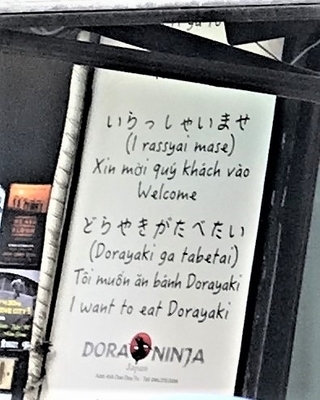 いらっしゃいませ
(I rassyai mase)
Xin mời quý khách vào
Welcome
どらやきがたべたい
(Dorayaki ga tabetai)
Tôi muốn ăn bánh Dorayaki
I want to eat Dorayaki
DORA NINJA
Japan